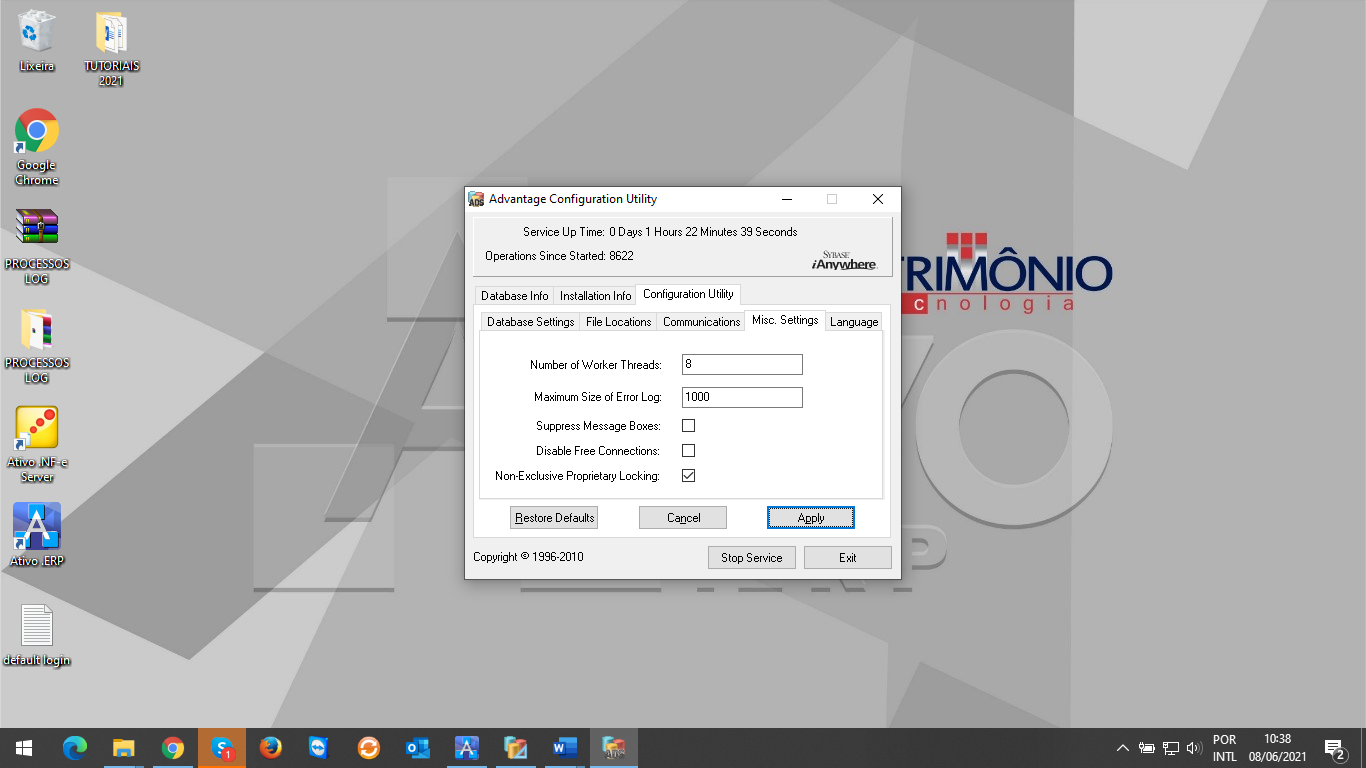 Lixeira
TUTORIAIS
2021
Google
Chrome
PROCESSOS
LOG
PROCESSOS
LOG
Ativo .NF-e
Server
Ativo .ERP
default login
Advantage Configuration Utility
Service Up Time: 0 Days 1 Hours 22 Minutes 39 Seconds
Operations Since Started: 8622
SYBASE
iAnywhere
Database Info
Installation Info
Configuration Utility
Database Settings
File Locations
Communications
Misc. Settings
Language
Number of Worker Threads: 8
Maximum Size of Error Log: 1000
Suppress Message Boxes:
Disable Free Connections:
Non-Exclusive Proprietary Locking:
Restore Defaults
Cancel
Apply
Copyright © 1996-2010
Stop Service
Exit
TRIMÔNIO
cnologia
POR
INTL
10:38
08/06/2021
2
1